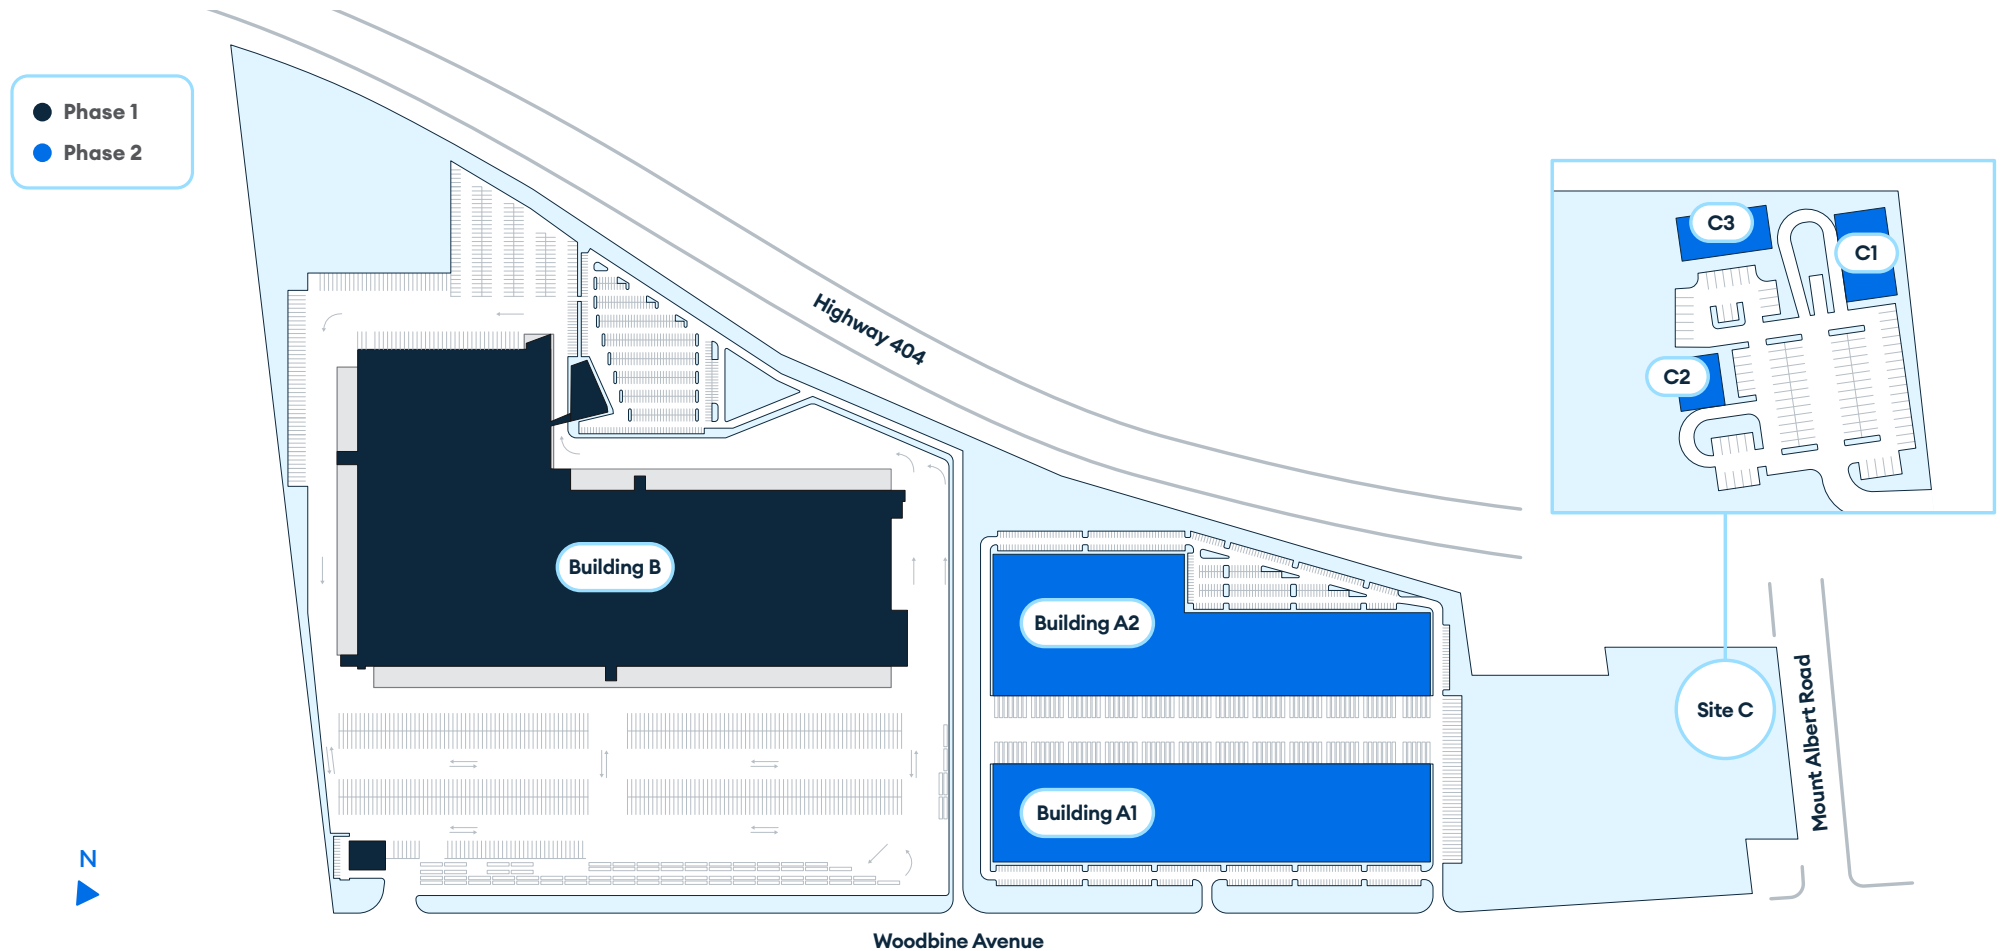 Phase 1
Phase 2
Highway 404
C3
C1
C2
Building B
Building A2
Building A1
Site C
Mount Albert Road
N
Woodbine Avenue